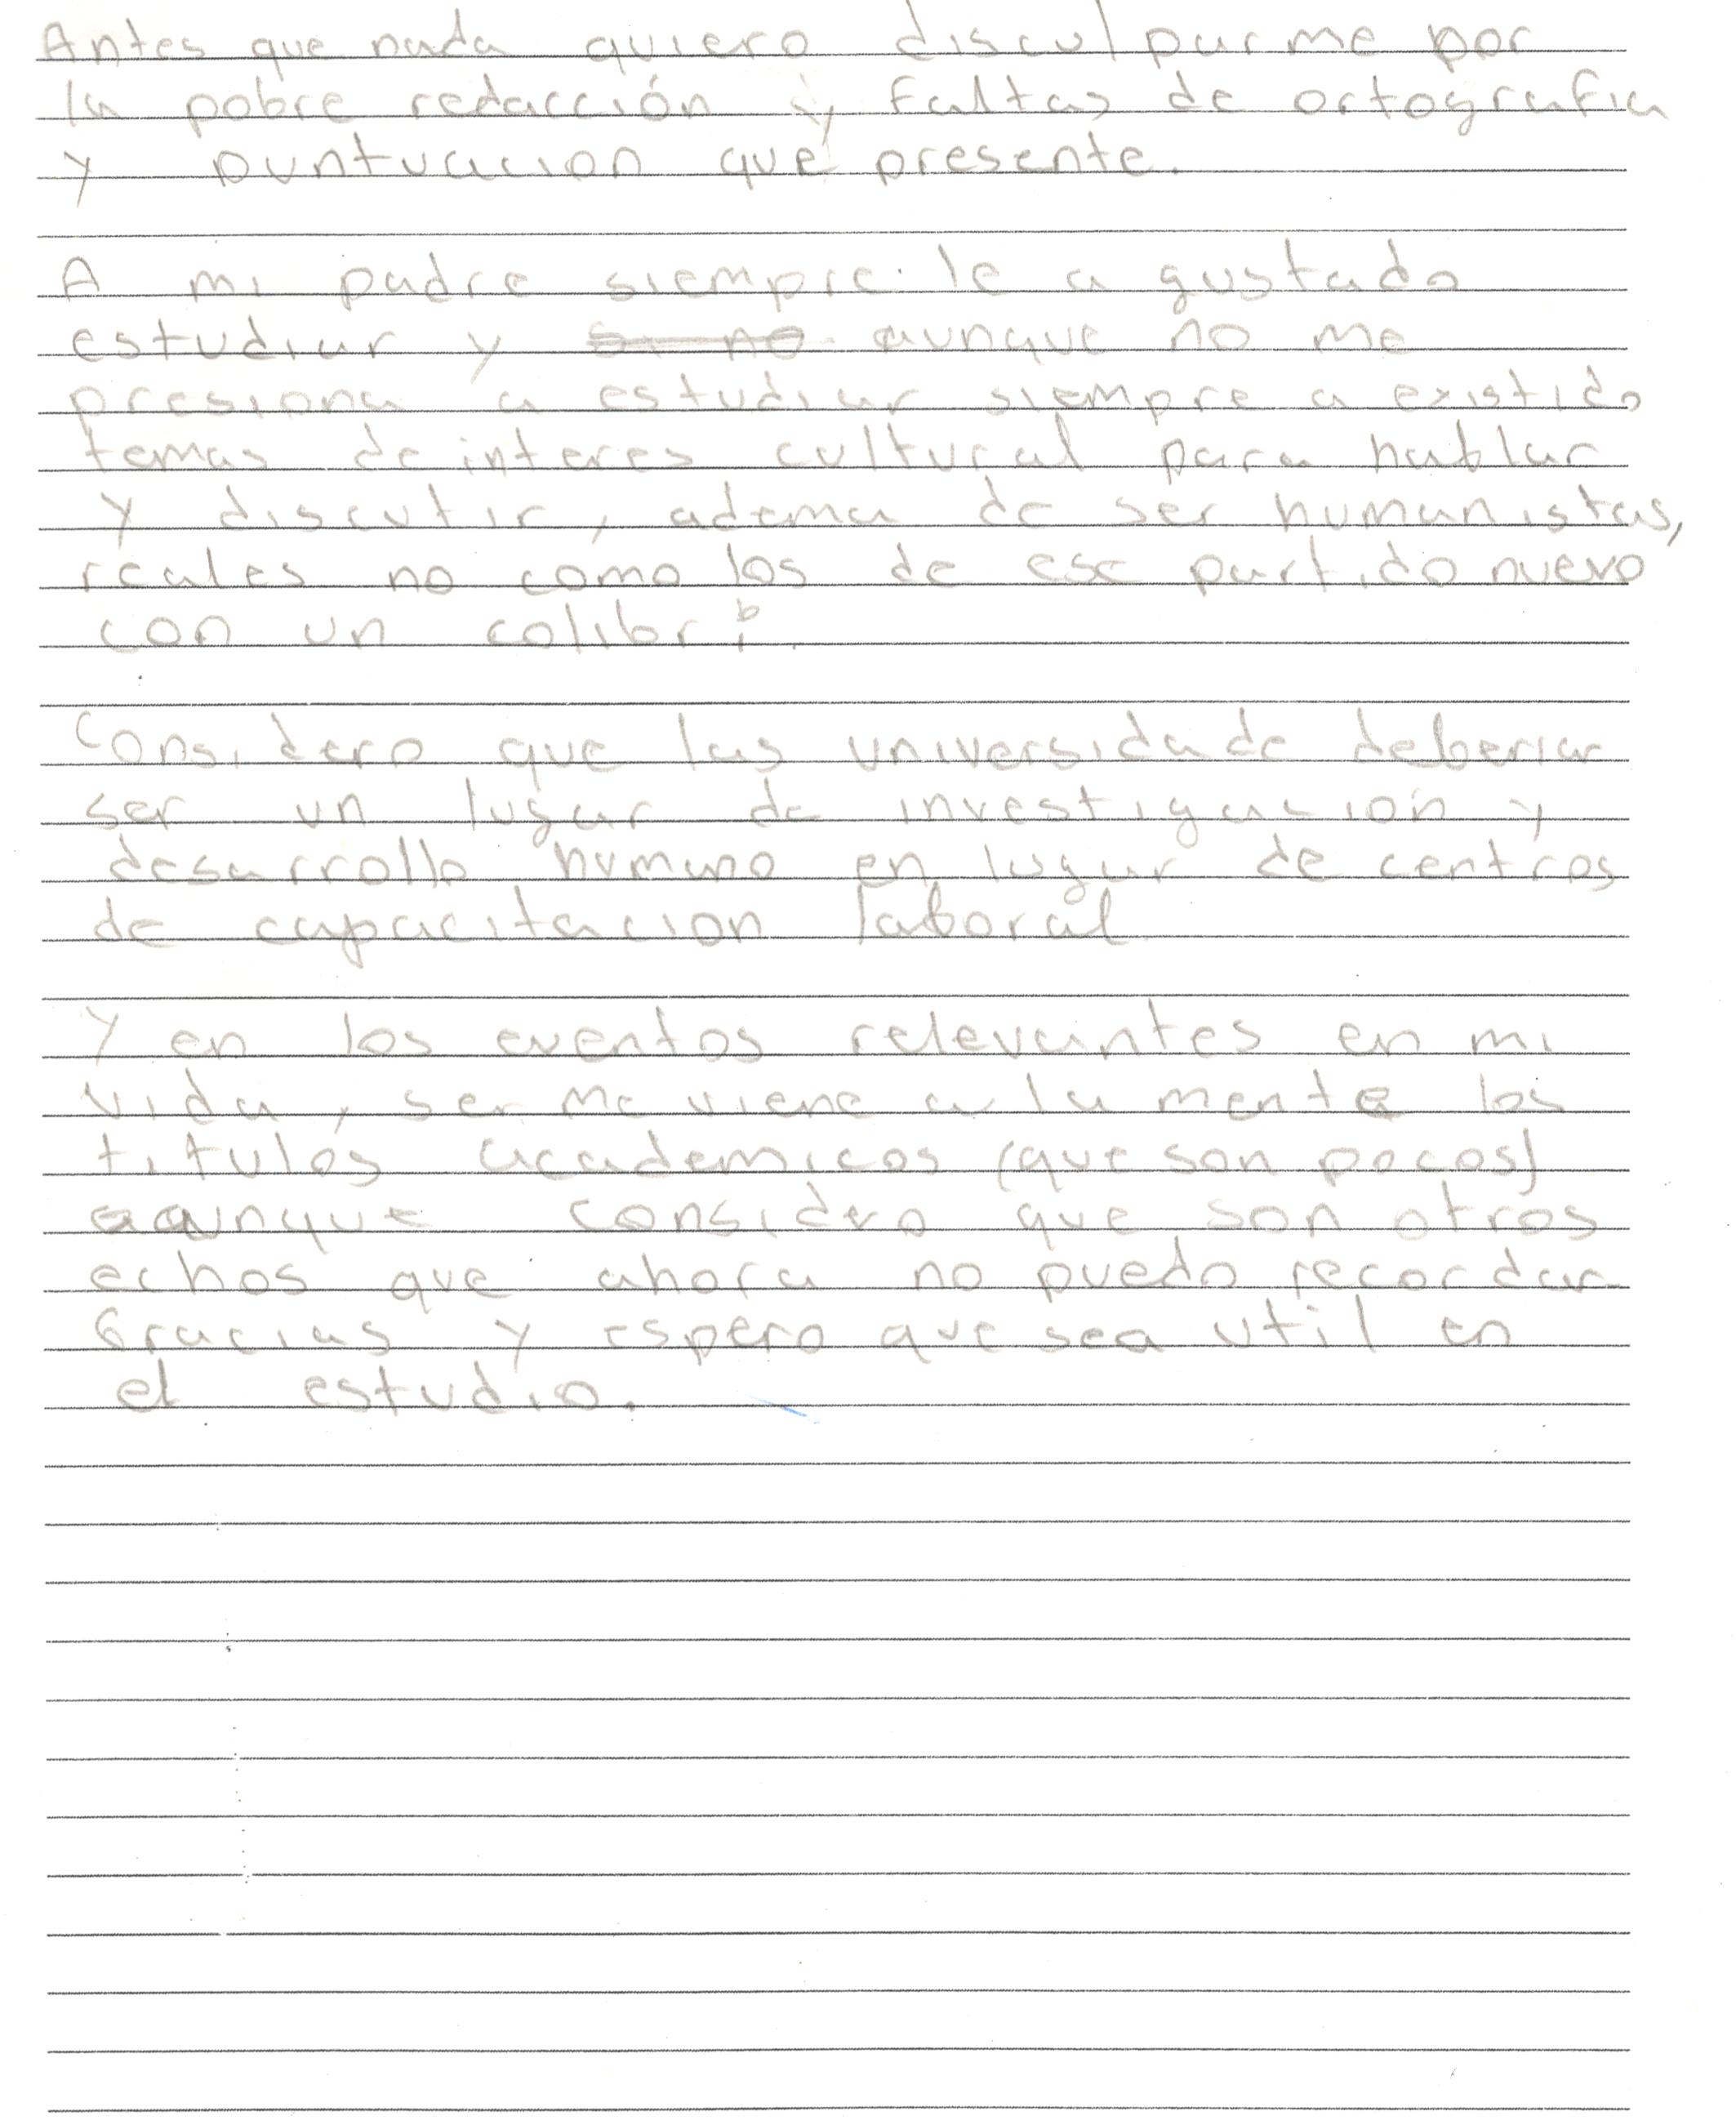 Antes que nada quiero disculparme por
la pobre redacción y faltas de ortografia
y puntuacion que presente.
A mi padre siempre le a gustado
estudiar y si no aunque no me
presiona a estudiar siempre a existido
temas de interes cultural para hablar
y discutir, adema de ser humanistas,
reales no como los de ese partido nuevo
con un colibri.
Considero que las universidade deberian
ser un lugar de investigasión y
desarrollo humano en lugar de centros
de capacitacion laboral
Y en los eventos relevantes en mi
vida, ser me viene a la mente los
titulos academicos (que son pocos)
aunque considero que son otros
echos que ahora no puedo recordar
Gracias y espero que sea util en
el estudio.